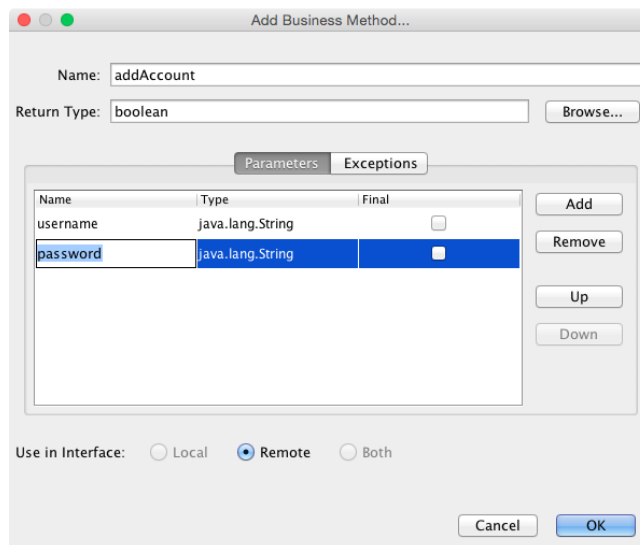 Add Business Method...
Name: addAccount
Return Type: boolean Browse...
Parameters Exceptions
Name Type Final
username java.lang.String
password java.lang.String
Add
Remove
Up
Down
Use in Interface: Local Remote Both
Cancel OK